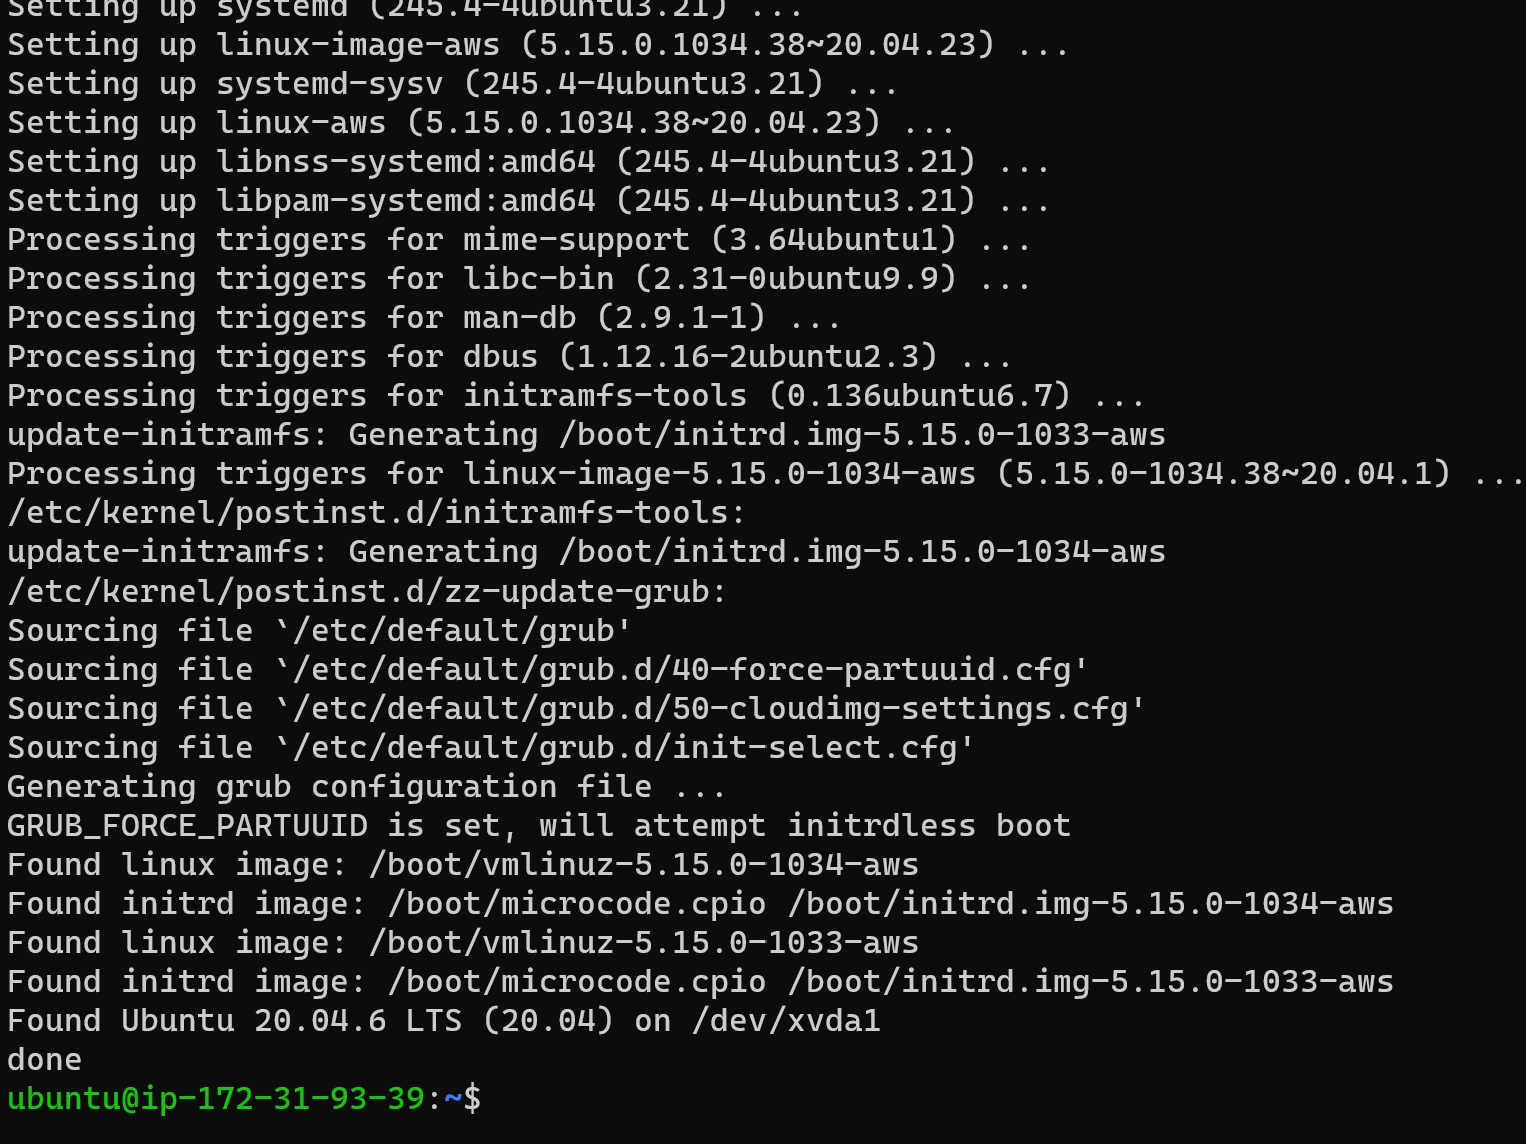 Setting up systemd (245.4-4ubuntu3.21) ...
Setting up linux-image-aws (5.15.0.1034.38~20.04.23) ...
Setting up systemd-sysv (245.4-4ubuntu3.21) ...
Setting up linux-aws (5.15.0.1034.38~20.04.23) ...
Setting up libnss-systemd:amd64 (245.4-4ubuntu3.21) ...
Setting up libpam-systemd:amd64 (245.4-4ubuntu3.21) ...
Processing triggers for mime-support (3.64ubuntu1) ...
Processing triggers for libc-bin (2.31-0ubuntu9.9) ...
Processing triggers for man-db (2.9.1-1) ...
Processing triggers for dbus (1.12.16-2ubuntu2.3) ...
Processing triggers for initramfs-tools (0.136ubuntu6.7) ...
update-initramfs: Generating /boot/initrd.img-5.15.0-1033-aws
Processing triggers for linux-image-5.15.0-1034-aws (5.15.0-1034.38~20.04.1) ...
/etc/kernel/postinst.d/initramfs-tools:
update-initramfs: Generating /boot/initrd.img-5.15.0-1034-aws
/etc/kernel/postinst.d/zz-update-grub:
Sourcing file `/etc/default/grub'
Sourcing file `/etc/default/grub.d/40-force-partuuid.cfg'
Sourcing file `/etc/default/grub.d/50-cloudimg-settings.cfg'
Sourcing file `/etc/default/grub.d/init-select.cfg'
Generating grub configuration file ...
GRUB_FORCE_PARTUUID is set, will attempt initrdless boot
Found linux image: /boot/vmlinuz-5.15.0-1034-aws
Found initrd image: /boot/microcode.cpio /boot/initrd.img-5.15.0-1034-aws
Found linux image: /boot/vmlinuz-5.15.0-1033-aws
Found initrd image: /boot/microcode.cpio /boot/initrd.img-5.15.0-1033-aws
Found Ubuntu 20.04.6 LTS (20.04) on /dev/xvda1
done
ubuntu@ip-172-31-93-39:~$